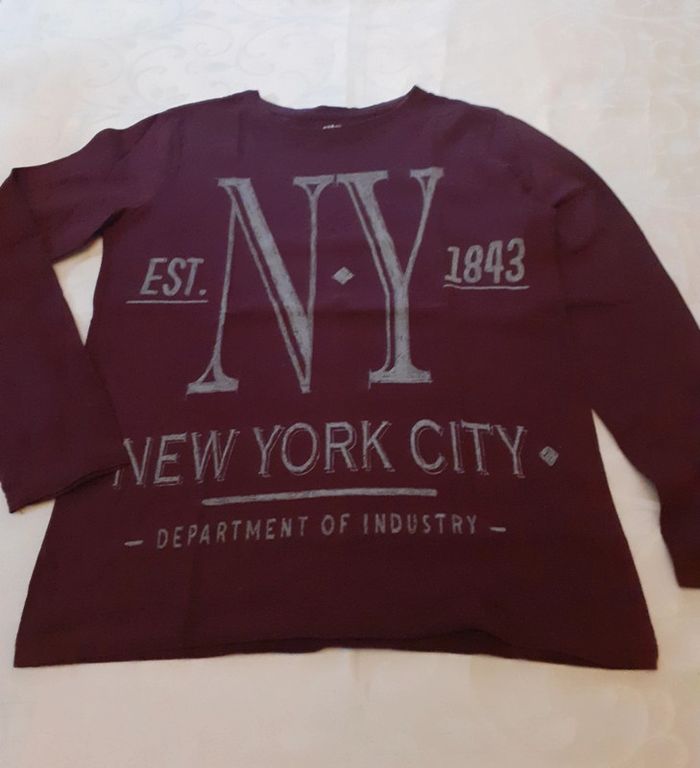 N·Y
EST. 1843
NEW YORK CITY
– DEPARTMENT OF INDUSTRY –